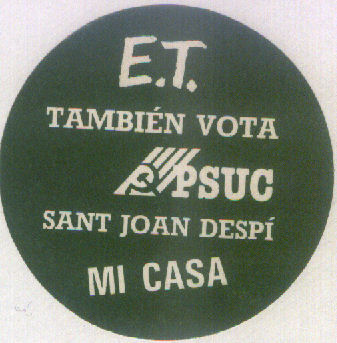 E.T.
TAMBIÉN VOTA
PSUC
SANT JOAN DESPÍ
MI CASA